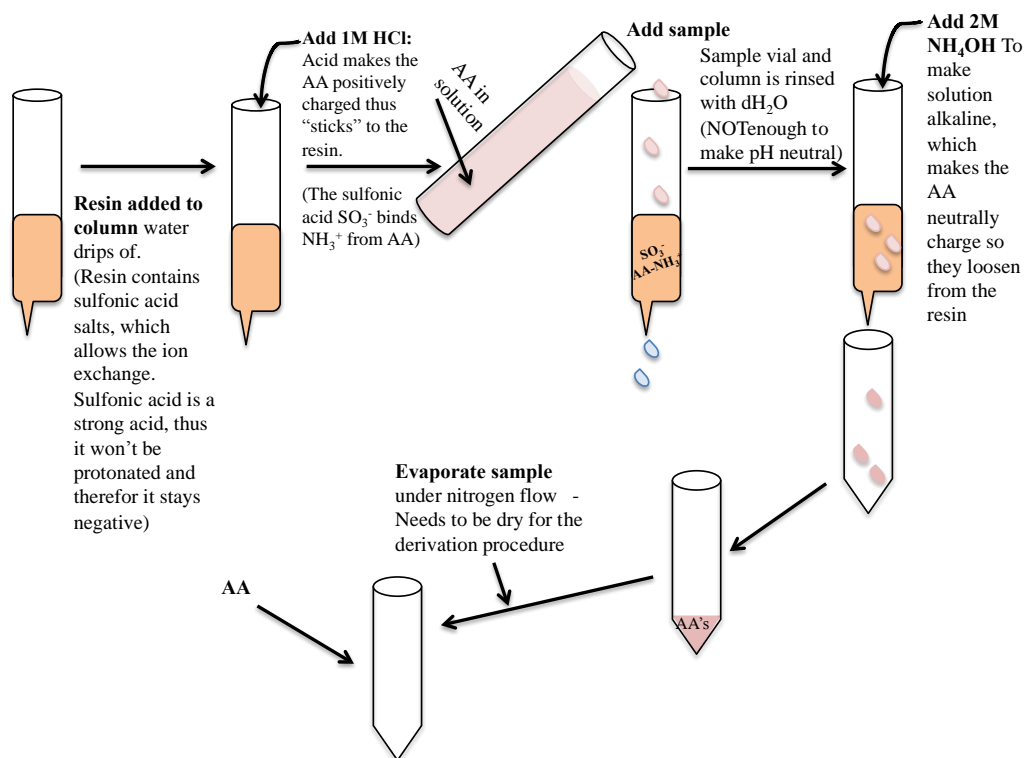 Resin added to
column water
drips of.
(Resin contains
sulfonic acid
salts, which
allows the ion
exchange.
Sulfonic acid is a
strong acid, thus
it won't be
protonated and
therefor it stays
negative)
Add 1M HCl:
Acid makes the
AA positively
charged thus
"sticks" to the
resin.
(The sulfonic
acid SO₃⁻ binds
NH₃⁺ from AA)
AA in
solution
Add sample
SO₃⁻
AA-NH₃⁺
Sample vial and
column is rinsed
with dH₂O
(NOTenough to
make pH neutral)
Add 2M
NH₄OH To
make
solution
alkaline,
which
makes the
AA
neutrally
charge so
they loosen
from the
resin
AA's
Evaporate sample
under nitrogen flow -
Needs to be dry for the
derivation procedure
AA